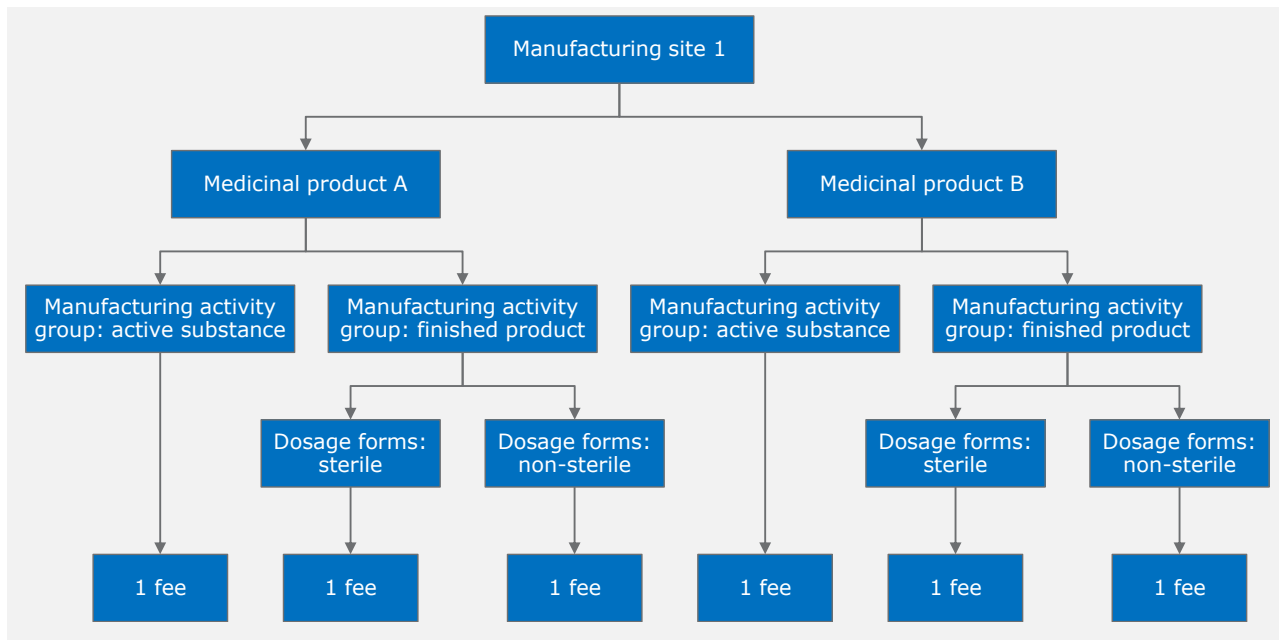 Manufacturing site 1
Medicinal product A
Medicinal product B
Manufacturing activity
group: active substance
Manufacturing activity
group: finished product
Manufacturing activity
group: active substance
Manufacturing activity
group: finished product
Dosage forms:
sterile
Dosage forms:
non-sterile
Dosage forms:
sterile
Dosage forms:
non-sterile
1 fee
1 fee
1 fee
1 fee
1 fee
1 fee